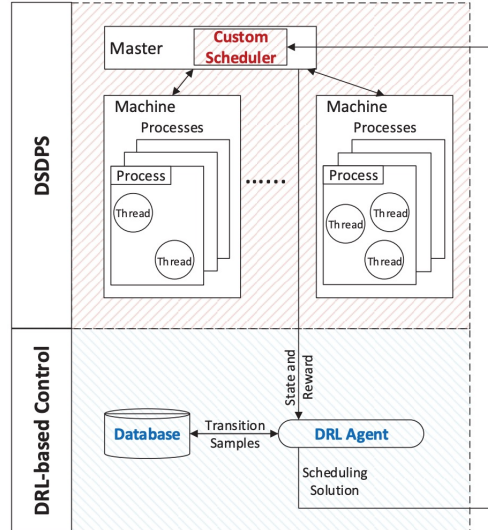 DSDPS
Master
Custom
Scheduler
Machine
Processes
Process
Thread
Thread
......
Machine
Processes
Process
Thread
Thread
Thread
DRL-based Control
State and
Reward
Database
Transition
Samples
DRL Agent
Scheduling
Solution